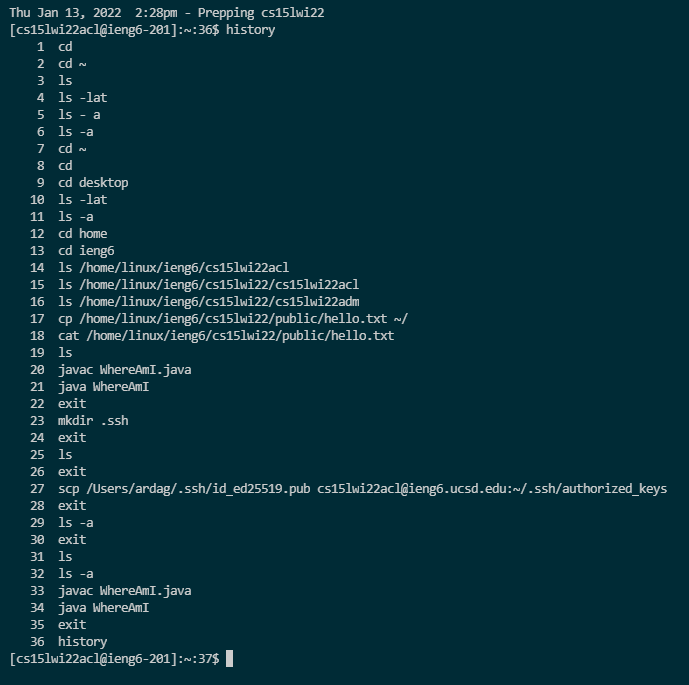 Thu Jan 13, 2022  2:28pm - Prepping cs15lwi22
[cs15lwi22acl@ieng6-201]:~:36$ history
    1  cd
    2  cd ~
    3  ls
    4  ls -lat
    5  ls - a
    6  ls -a
    7  cd ~
    8  cd
    9  cd desktop
   10  ls -lat
   11  ls -a
   12  cd home
   13  cd ieng6
   14  ls /home/linux/ieng6/cs15lwi22acl
   15  ls /home/linux/ieng6/cs15lwi22/cs15lwi22acl
   16  ls /home/linux/ieng6/cs15lwi22/cs15lwi22adm
   17  cp /home/linux/ieng6/cs15lwi22/public/hello.txt ~/
   18  cat /home/linux/ieng6/cs15lwi22/public/hello.txt
   19  ls
   20  javac WhereAmI.java
   21  java WhereAmI
   22  exit
   23  mkdir .ssh
   24  exit
   25  ls
   26  exit
   27  scp /Users/ardag/.ssh/id_ed25519.pub cs15lwi22acl@ieng6.ucsd.edu:~/.ssh/authorized_keys
   28  exit
   29  ls -a
   30  exit
   31  ls
   32  ls -a
   33  javac WhereAmI.java
   34  java WhereAmI
   35  exit
   36  history
[cs15lwi22acl@ieng6-201]:~:37$